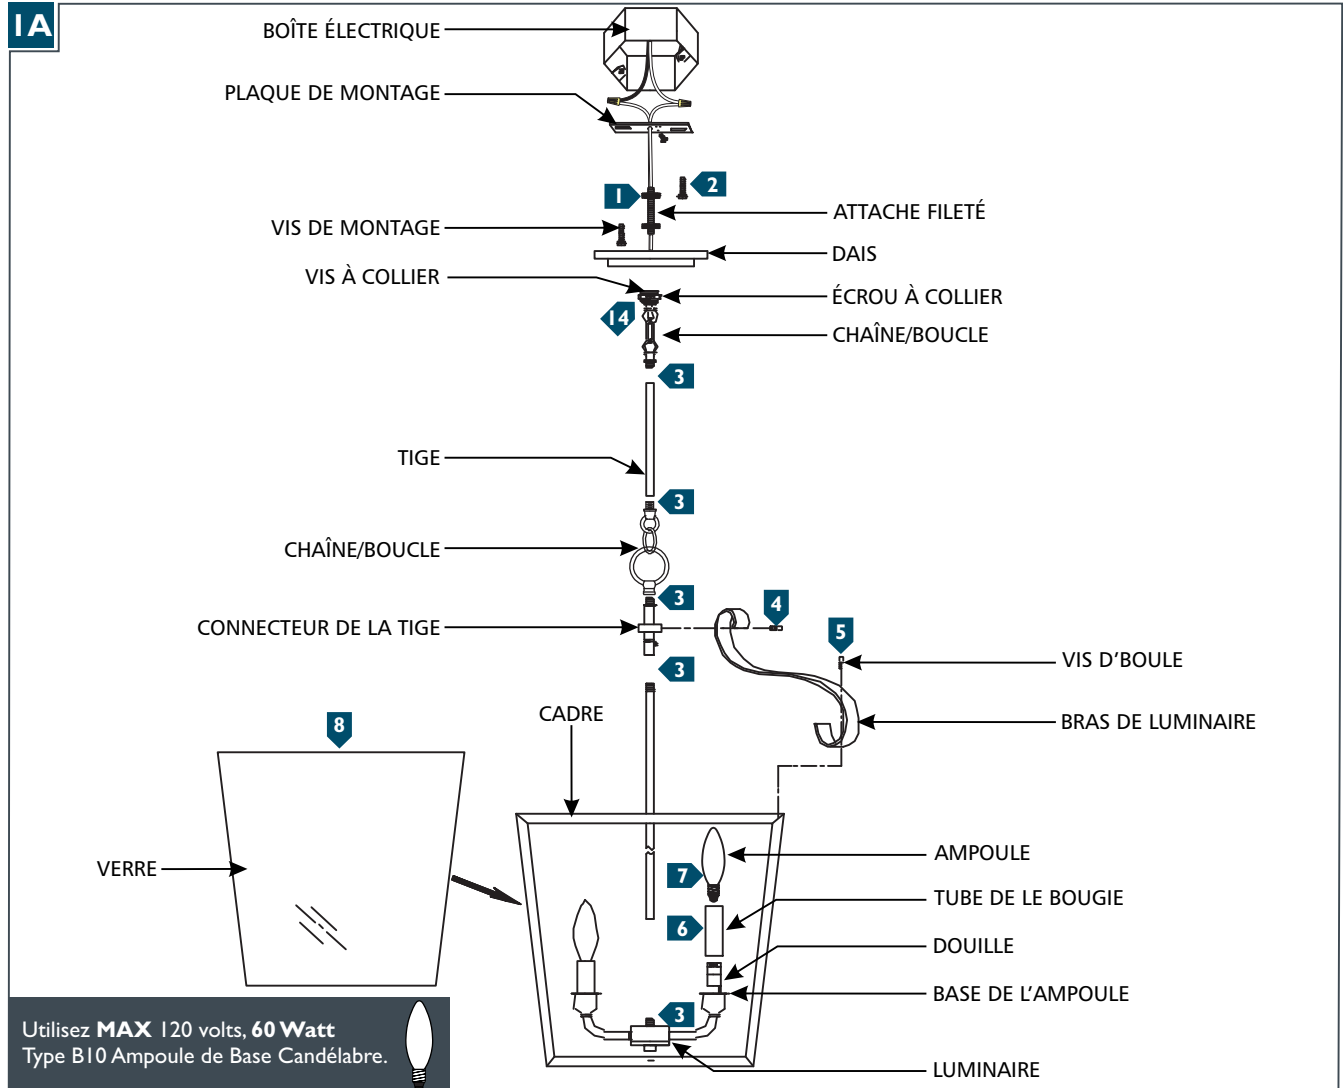 1A
BOÎTE ÉLECTRIQUE
PLAQUE DE MONTAGE
1
2
ATTACHE FILETÉ
VIS DE MONTAGE
DAIS
VIS À COLLIER
ÉCROU À COLLIER
14
CHAÎNE/BOUCLE
3
TIGE
3
CHAÎNE/BOUCLE
3
4
CONNECTEUR DE LA TIGE
5
VIS D'BOULE
3
CADRE
BRAS DE LUMINAIRE
8
AMPOULE
VERRE
7
TUBE DE LE BOUGIE
6
DOUILLE
BASE DE L'AMPOULE
3
LUMINAIRE
Utilisez MAX 120 volts, 60 Watt
Type B10 Ampoule de Base Candélabre.